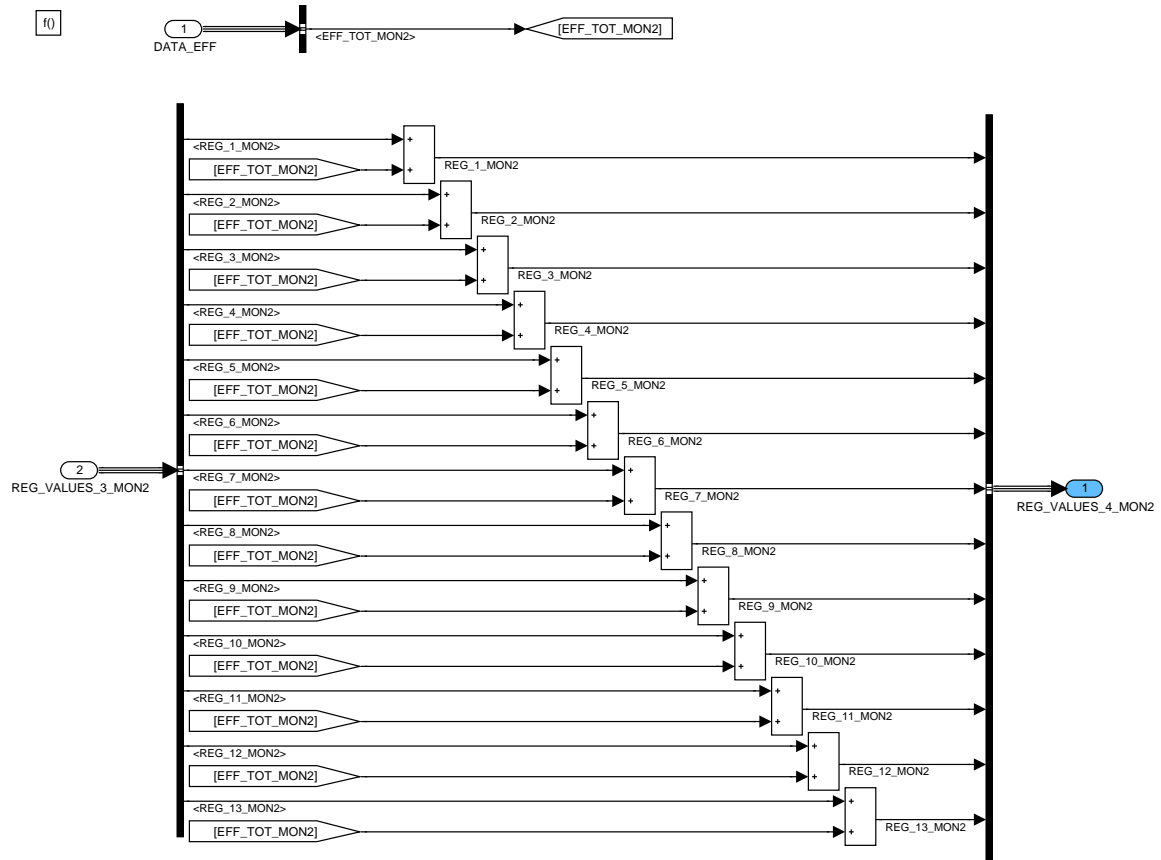 f()
1
DATA_EFF
<EFF_TOT_MON2>
[EFF_TOT_MON2]
<REG_1_MON2>
[EFF_TOT_MON2]
+
+
REG_1_MON2
<REG_2_MON2>
[EFF_TOT_MON2]
+
+
REG_2_MON2
<REG_3_MON2>
[EFF_TOT_MON2]
+
+
REG_3_MON2
<REG_4_MON2>
[EFF_TOT_MON2]
+
+
REG_4_MON2
<REG_5_MON2>
[EFF_TOT_MON2]
+
+
REG_5_MON2
<REG_6_MON2>
[EFF_TOT_MON2]
+
+
REG_6_MON2
2
REG_VALUES_3_MON2
<REG_7_MON2>
[EFF_TOT_MON2]
+
+
REG_7_MON2
1
REG_VALUES_4_MON2
<REG_8_MON2>
[EFF_TOT_MON2]
+
+
REG_8_MON2
<REG_9_MON2>
[EFF_TOT_MON2]
+
+
REG_9_MON2
<REG_10_MON2>
[EFF_TOT_MON2]
+
+
REG_10_MON2
<REG_11_MON2>
[EFF_TOT_MON2]
+
+
REG_11_MON2
<REG_12_MON2>
[EFF_TOT_MON2]
+
+
REG_12_MON2
<REG_13_MON2>
[EFF_TOT_MON2]
+
+
REG_13_MON2